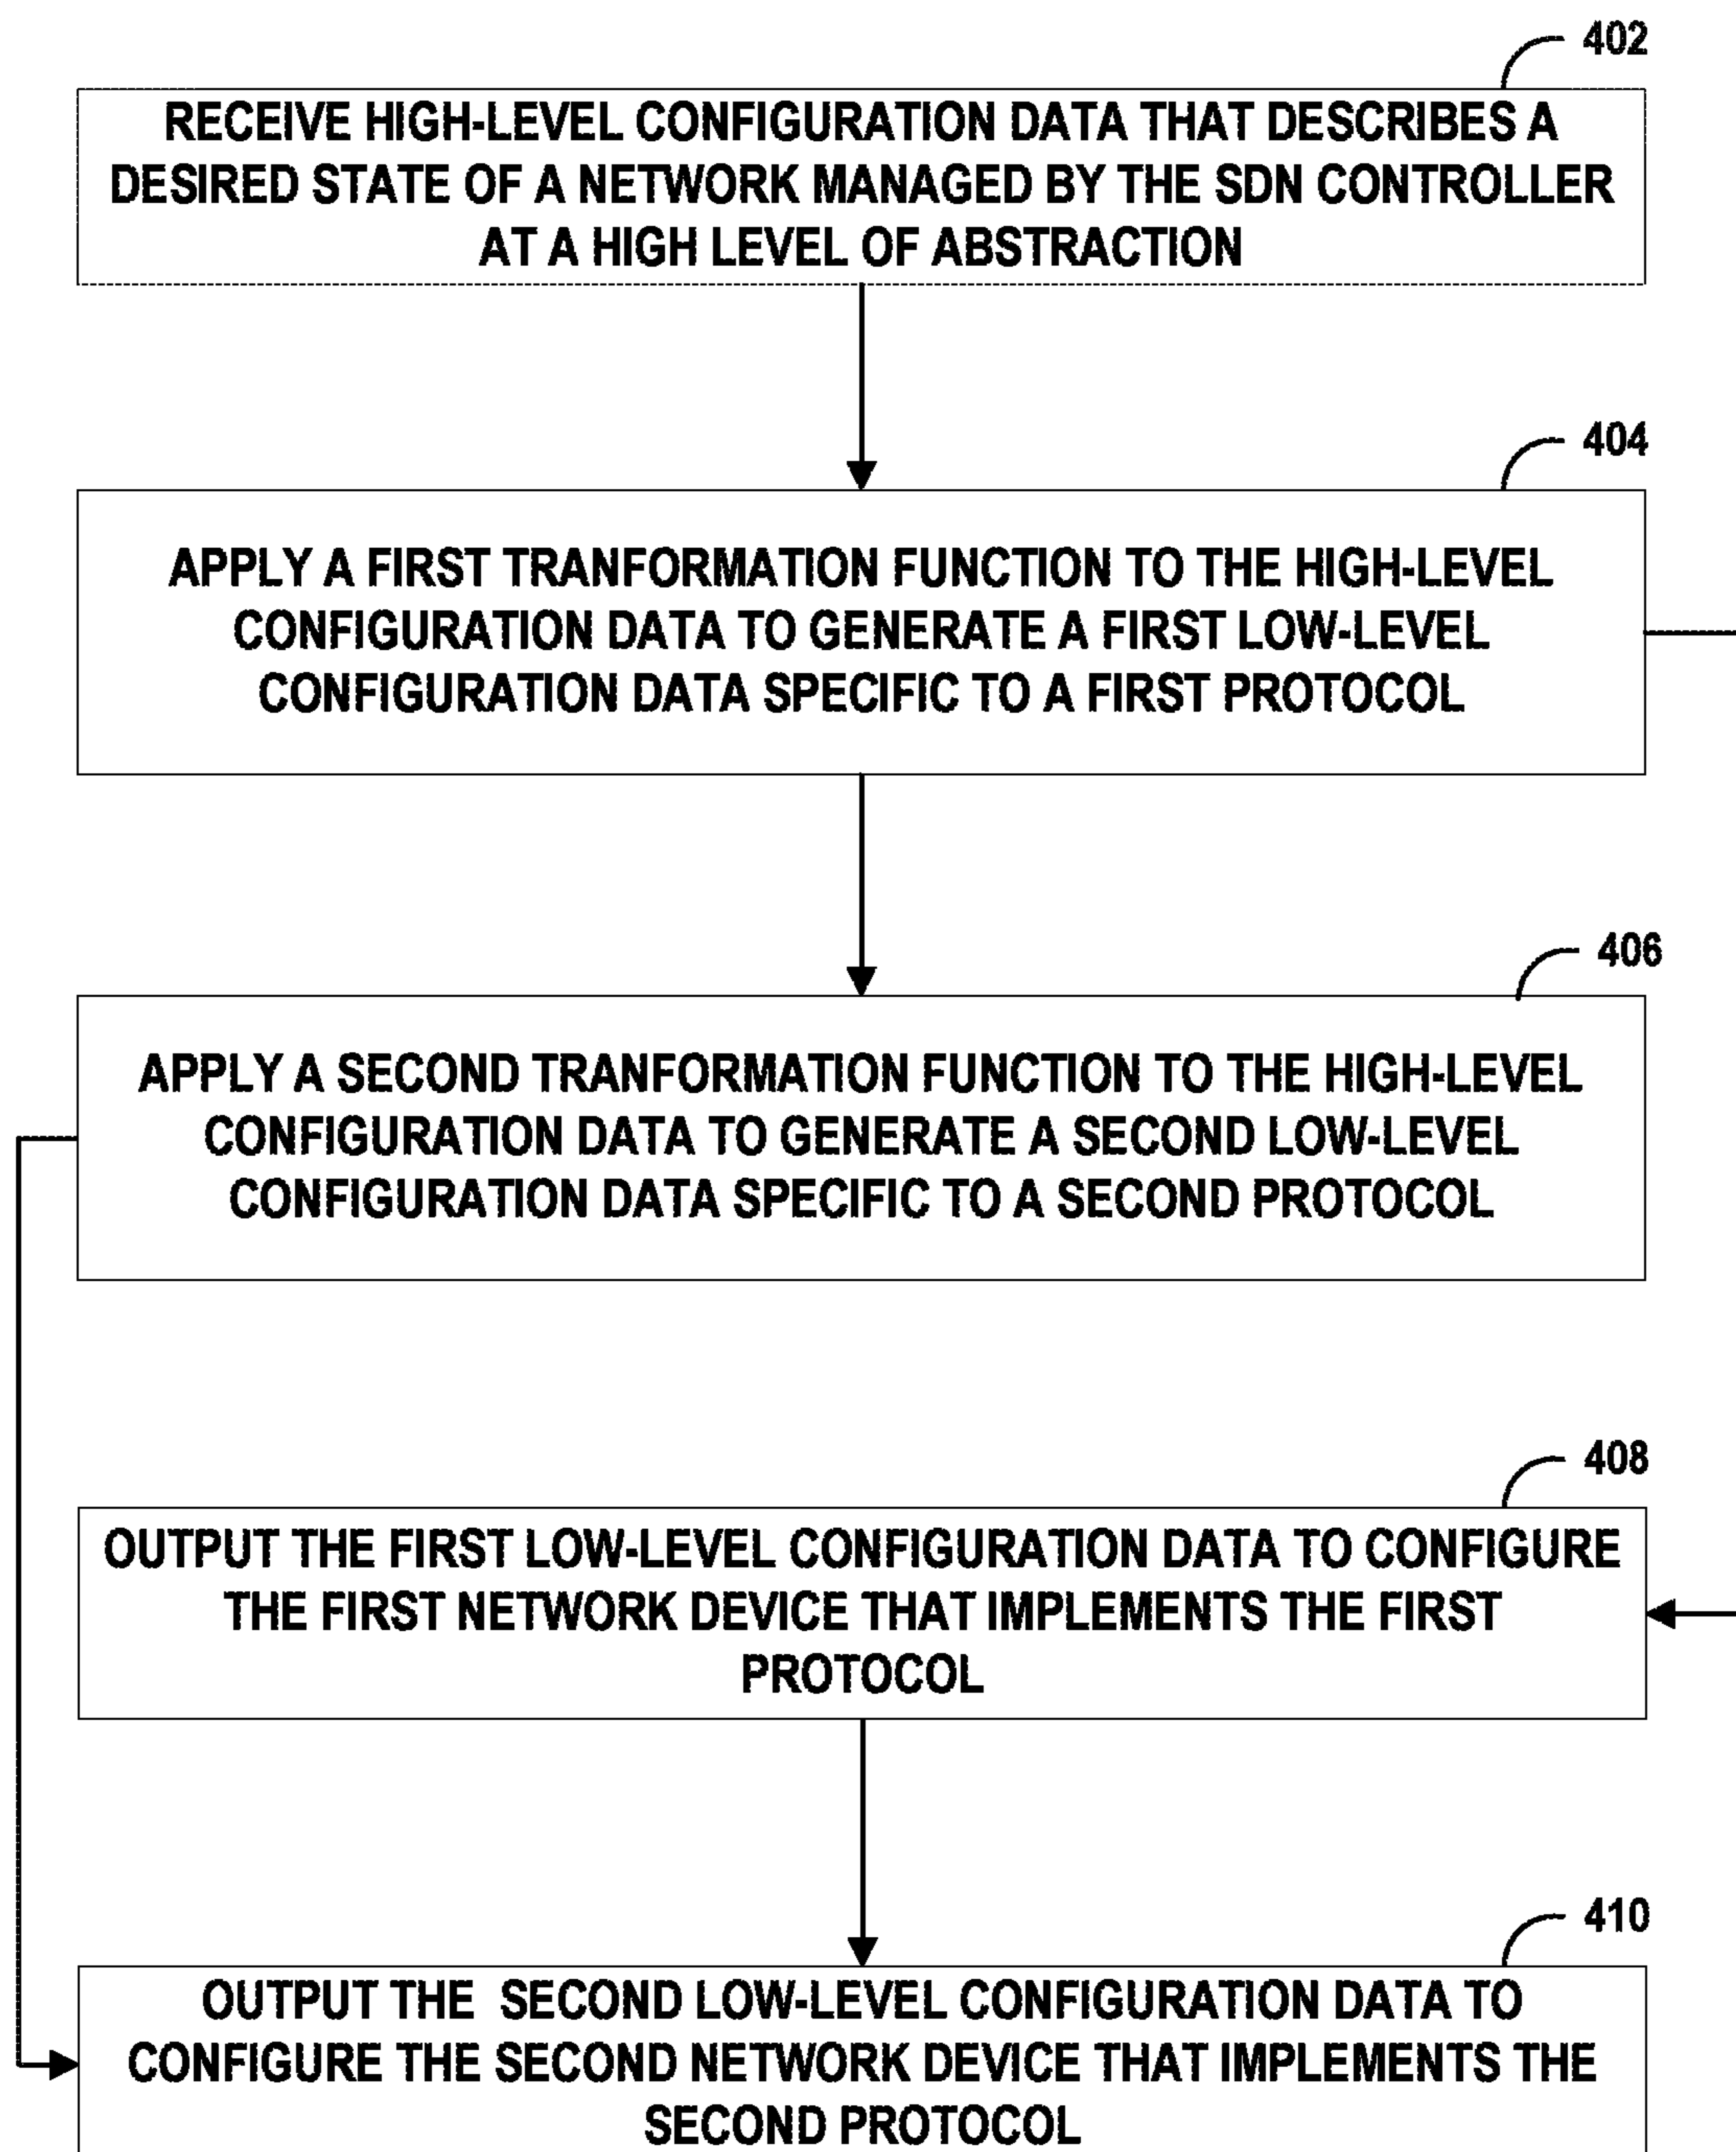 402
RECEIVE HIGH-LEVEL CONFIGURATION DATA THAT DESCRIBES A
DESIRED STATE OF A NETWORK MANAGED BY THE SDN CONTROLLER
AT A HIGH LEVEL OF ABSTRACTION
404
APPLY A FIRST TRANFORMATION FUNCTION TO THE HIGH-LEVEL
CONFIGURATION DATA TO GENERATE A FIRST LOW-LEVEL
CONFIGURATION DATA SPECIFIC TO A FIRST PROTOCOL
406
APPLY A SECOND TRANFORMATION FUNCTION TO THE HIGH-LEVEL
CONFIGURATION DATA TO GENERATE A SECOND LOW-LEVEL
CONFIGURATION DATA SPECIFIC TO A SECOND PROTOCOL
408
OUTPUT THE FIRST LOW-LEVEL CONFIGURATION DATA TO CONFIGURE
THE FIRST NETWORK DEVICE THAT IMPLEMENTS THE FIRST
PROTOCOL
410
OUTPUT THE SECOND LOW-LEVEL CONFIGURATION DATA TO
CONFIGURE THE SECOND NETWORK DEVICE THAT IMPLEMENTS THE
SECOND PROTOCOL